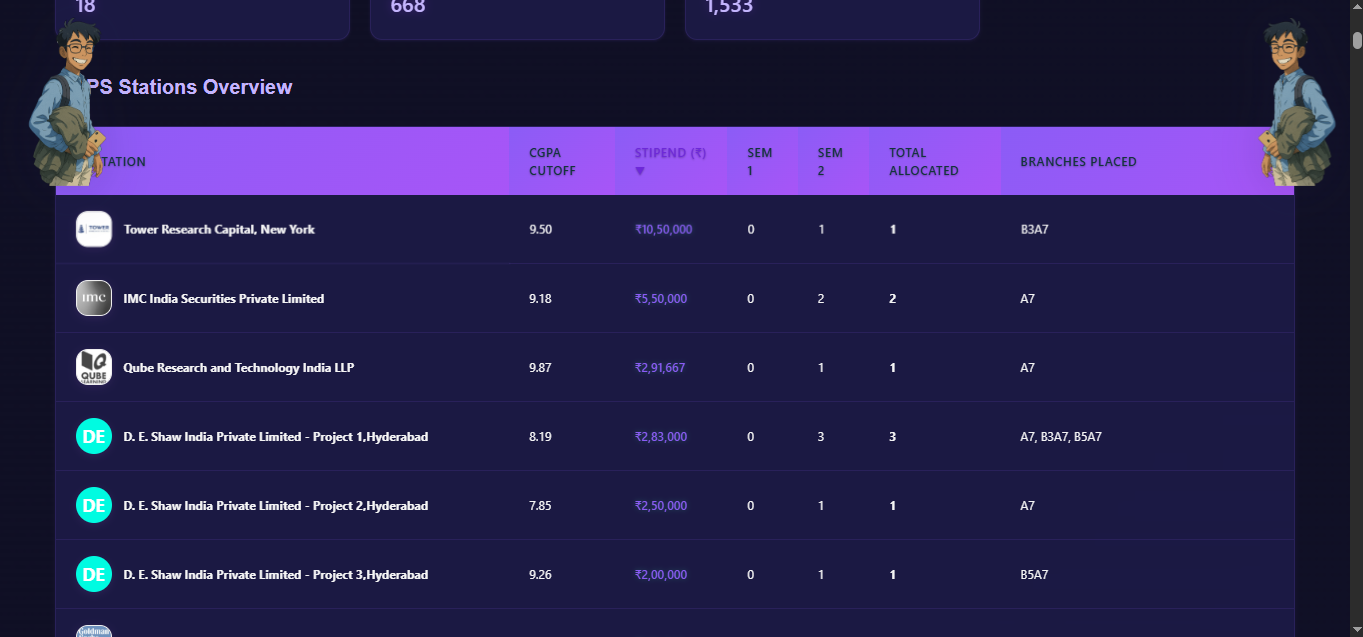 18
668
1,533
PS Stations Overview
TATION
CGPA CUTOFF
STIPEND (₹) ▼
SEM 1
SEM 2
TOTAL ALLOCATED
BRANCHES PLACED
TOWER
Tower Research Capital, New York
9.50
₹10,50,000
0
1
1
B3A7
imc
IMC India Securities Private Limited
9.18
₹5,50,000
0
2
2
A7
QUBE
LEARNING
Qube Research and Technology India LLP
9.87
₹2,91,667
0
1
1
A7
DE
D. E. Shaw India Private Limited - Project 1,Hyderabad
8.19
₹2,83,000
0
3
3
A7, B3A7, B5A7
DE
D. E. Shaw India Private Limited - Project 2,Hyderabad
7.85
₹2,50,000
0
1
1
A7
DE
D. E. Shaw India Private Limited - Project 3,Hyderabad
9.26
₹2,00,000
0
1
1
B5A7
Goldman